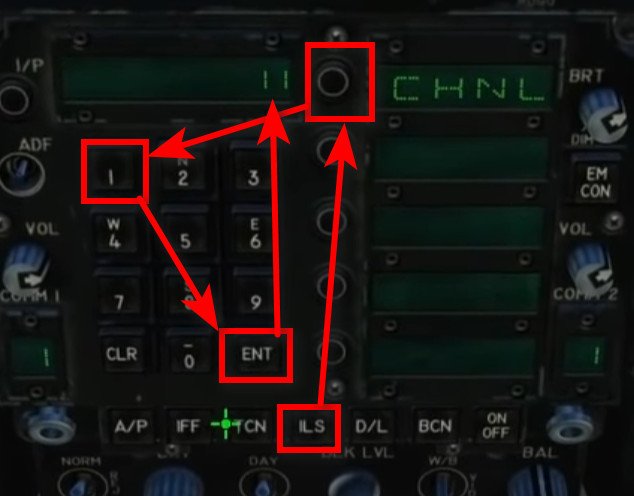 I/P
11
CHNL
BRT
DIM
ADF
1
N
2
3
EM
CON
VOL
W
4
5
E
6
VOL
COMM 1
7
8
9
COMM 2
1
CLR
-
0
ENT
1
A/P
IFF
TCN
ILS
D/L
BCN
ON
OFF
NORM
DAY
BLK LVL
W/B
BAL